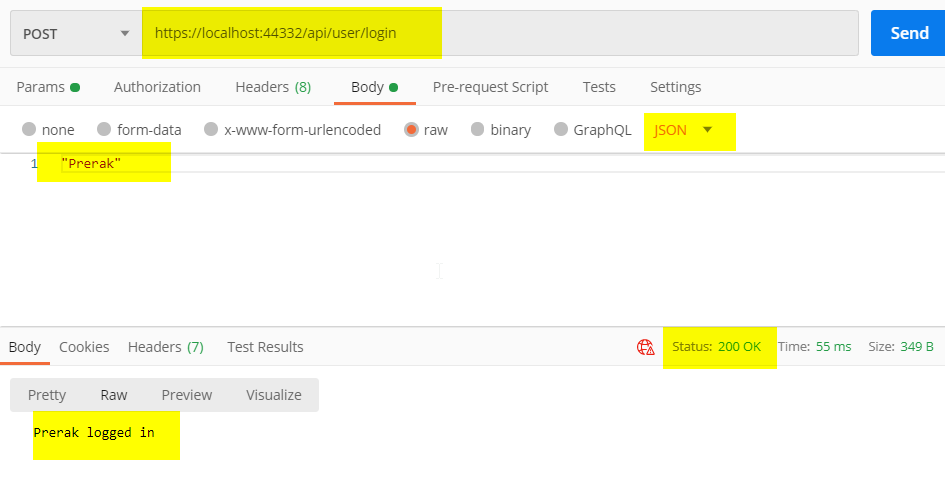 POST https://localhost:44332/api/user/login Send
Params Authorization Headers (8) Body Pre-request Script Tests Settings
none form-data x-www-form-urlencoded raw binary GraphQL JSON
1 "Prerak"
Body Cookies Headers (7) Test Results Status: 200 OK Time: 55 ms Size: 349 B
Pretty Raw Preview Visualize
Prerak logged in